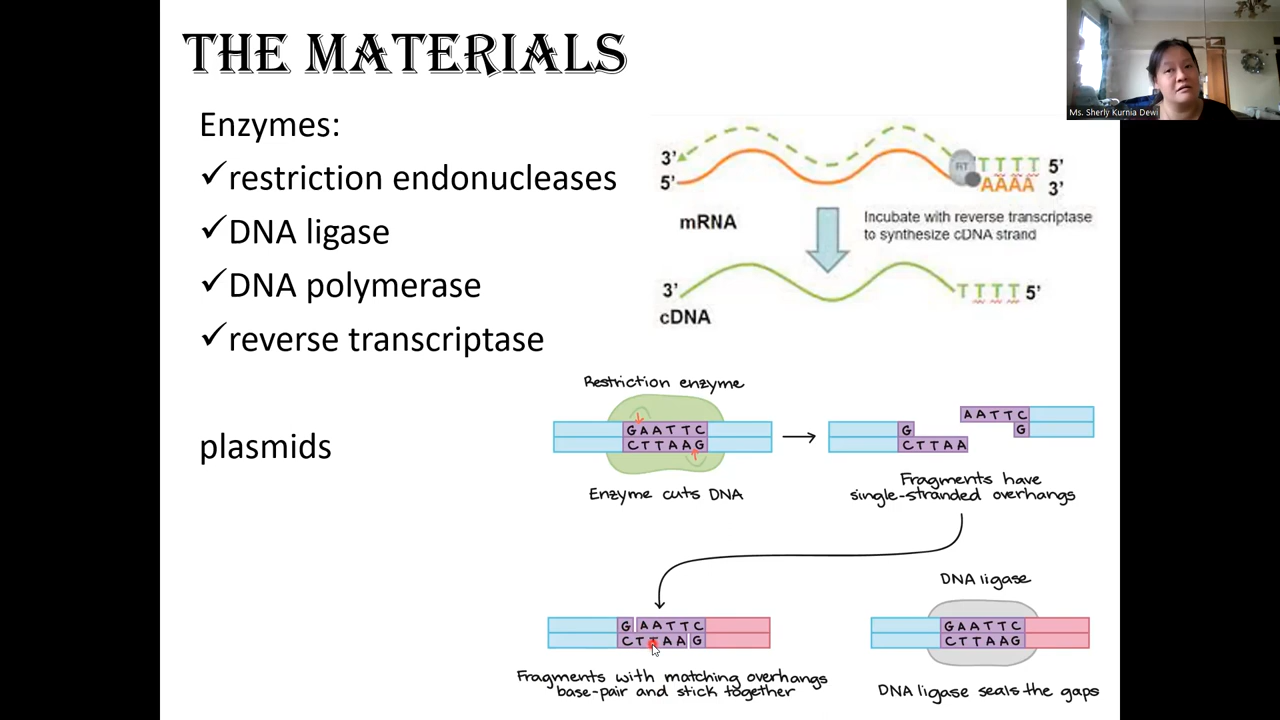 THE MATERIALS
Ms. Sherly Kurnia Dewi
Enzymes:
✓restriction endonucleases
✓DNA ligase
✓DNA polymerase
✓reverse transcriptase
plasmids
3’
RT
TTTT 5’
5’
AAAA 3’
mRNA
Incubate with reverse transcriptase
to synthesize cDNA strand
3’
TTTT 5’
cDNA
Restriction enzyme
GAATTC
CTTAAG
Enzyme cuts DNA
AATTC
G
G
CTTAA
Fragments have
single-stranded overhangs
G AATTC
CTTAA G
Fragments with matching overhangs
base-pair and stick together
DNA ligase
GAATTC
CTTAAG
DNA ligase seals the gaps